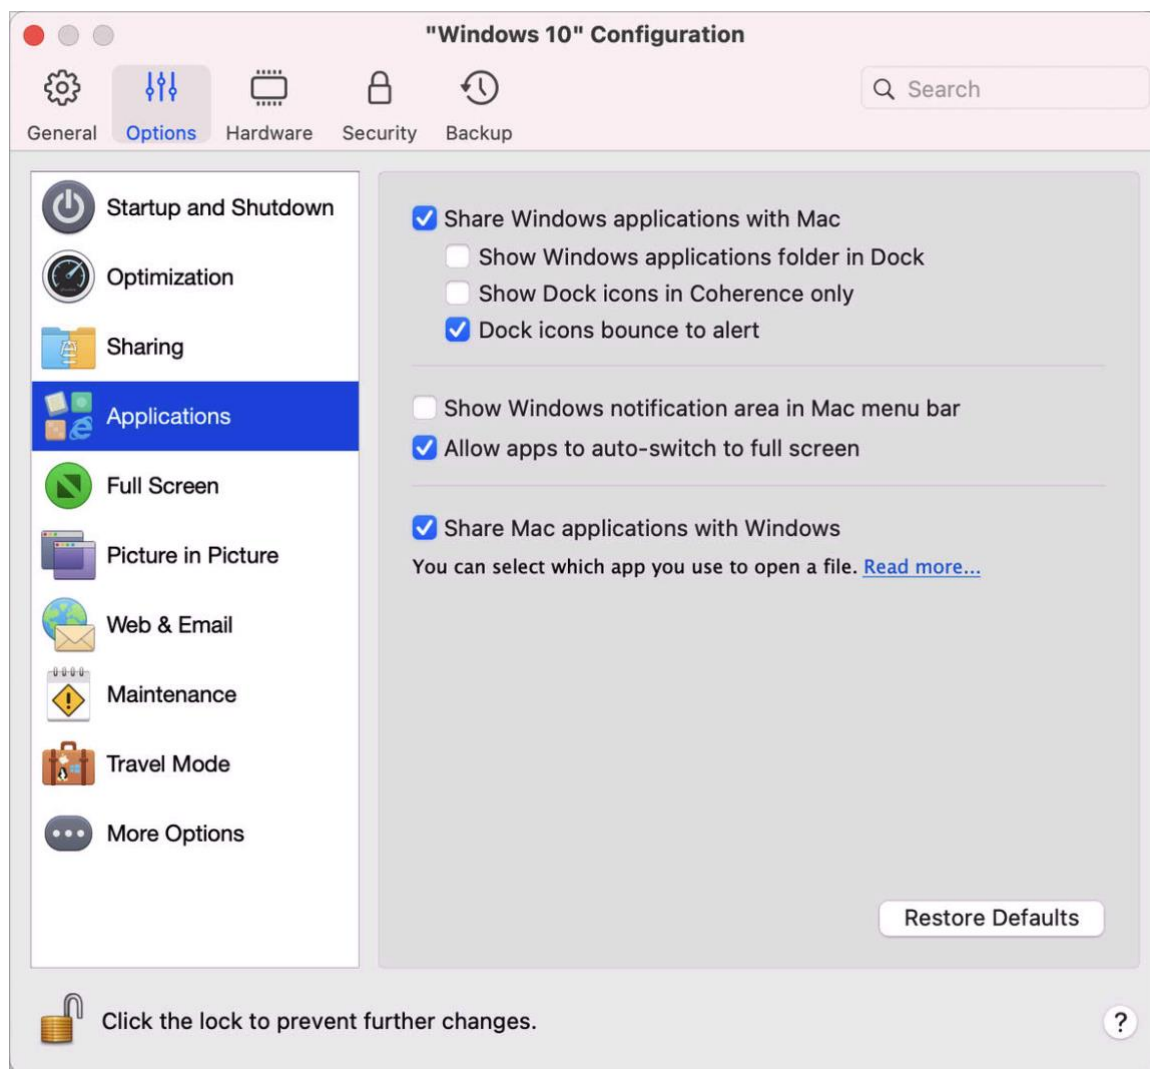 "Windows 10" Configuration
General
Options
Hardware
Security
Backup
Search
Startup and Shutdown
Optimization
Sharing
Applications
Full Screen
Picture in Picture
Web & Email
Maintenance
Travel Mode
More Options
Share Windows applications with Mac
Show Windows applications folder in Dock
Show Dock icons in Coherence only
Dock icons bounce to alert
Show Windows notification area in Mac menu bar
Allow apps to auto-switch to full screen
Share Mac applications with Windows
You can select which app you use to open a file. Read more...
Restore Defaults
Click the lock to prevent further changes.
?